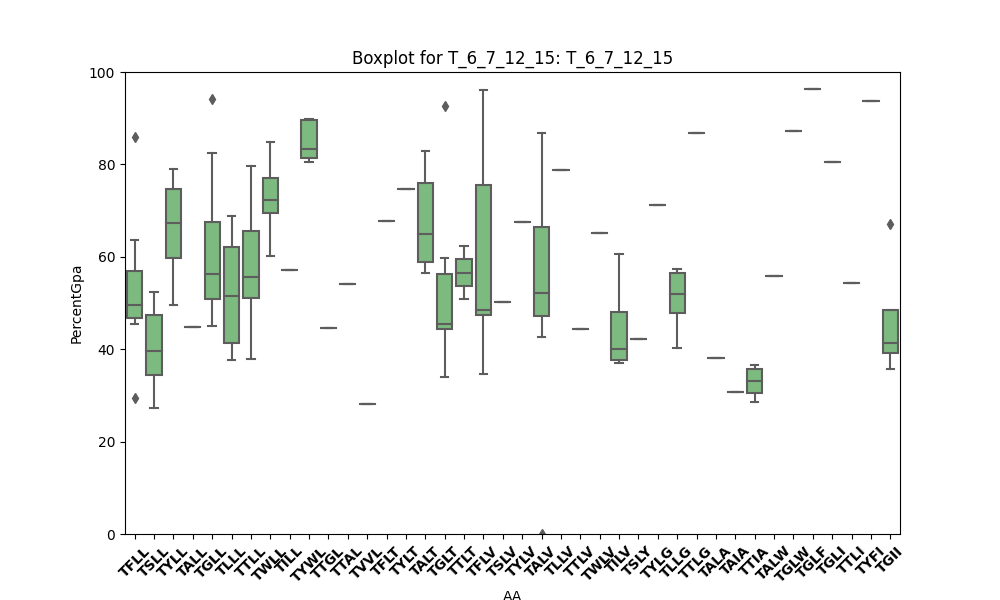 Boxplot for T_6_7_12_15: T_6_7_12_15
PercentGpa
100
80
60
40
20
0
TFLL
TSLL
TYLL
TALL
TGLL
TLLL
TTLL
TWLL
TILL
TYWL
TTGL
TTAL
TVVL
TFLT
TYLT
TALT
TGLT
TTLT
TFLV
TSLV
TYLV
TALV
TLLV
TTLV
TWLV
TILV
TSLY
TYLG
TLLG
TTLG
TALA
TAIA
TTIA
TALW
TGLW
TGLF
TGLI
TTLI
TYFI
TGII
AA